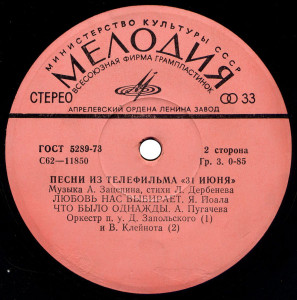 МИНИСТЕРСТВО КУЛЬТУРЫ СССР
МЕЛОДИЯ
ВСЕСОЮЗНАЯ ФИРМА ГРАМПЛАСТИНОК
СТЕРЕО 33
АПРЕЛЕВСКИЙ ОРДЕНА ЛЕНИНА ЗАВОД
ГОСТ 5289-73 2 сторона
С62—11850 Гр. 3. 0-85
ПЕСНИ ИЗ ТЕЛЕФИЛЬМА «31 ИЮНЯ»
Музыка А. Зацепина, стихи Л. Дербенева
ЛЮБОВЬ НАС ВЫБИРАЕТ. Я. Поала
ЧТО БЫЛО ОДНАЖДЫ. А. Пугачева
Оркестр п. у. Д. Запольского (1)
и В. Клейнота (2)